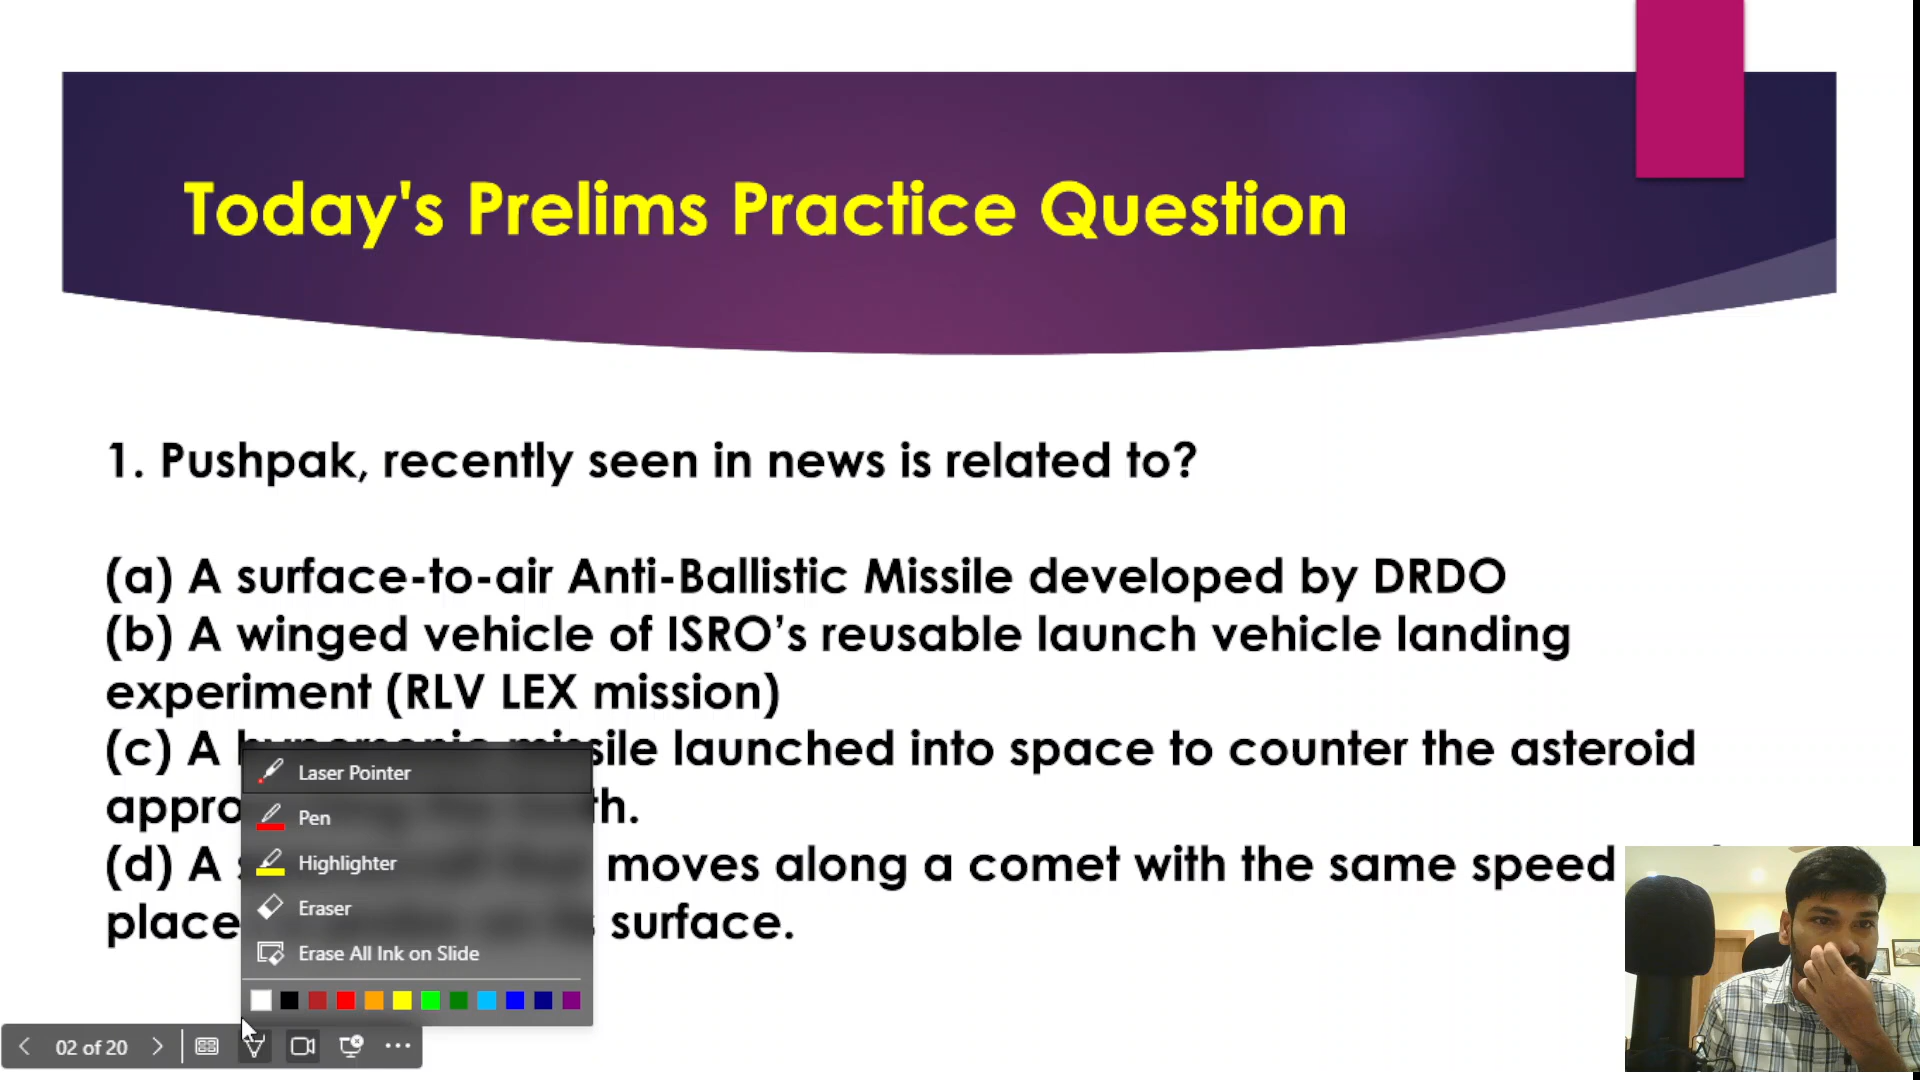 Today's Prelims Practice Question
1. Pushpak, recently seen in news is related to?
(a) A surface-to-air Anti-Ballistic Missile developed by DRDO
(b) A winged vehicle of ISRO’s reusable launch vehicle landing
experiment (RLV LEX mission)
(c) A launched into space to counter the asteroid
(d) A moves along a comet with the same speed
surface.
Laser Pointer
Pen
Highlighter
Eraser
Erase All Ink on Slide
02 of 20